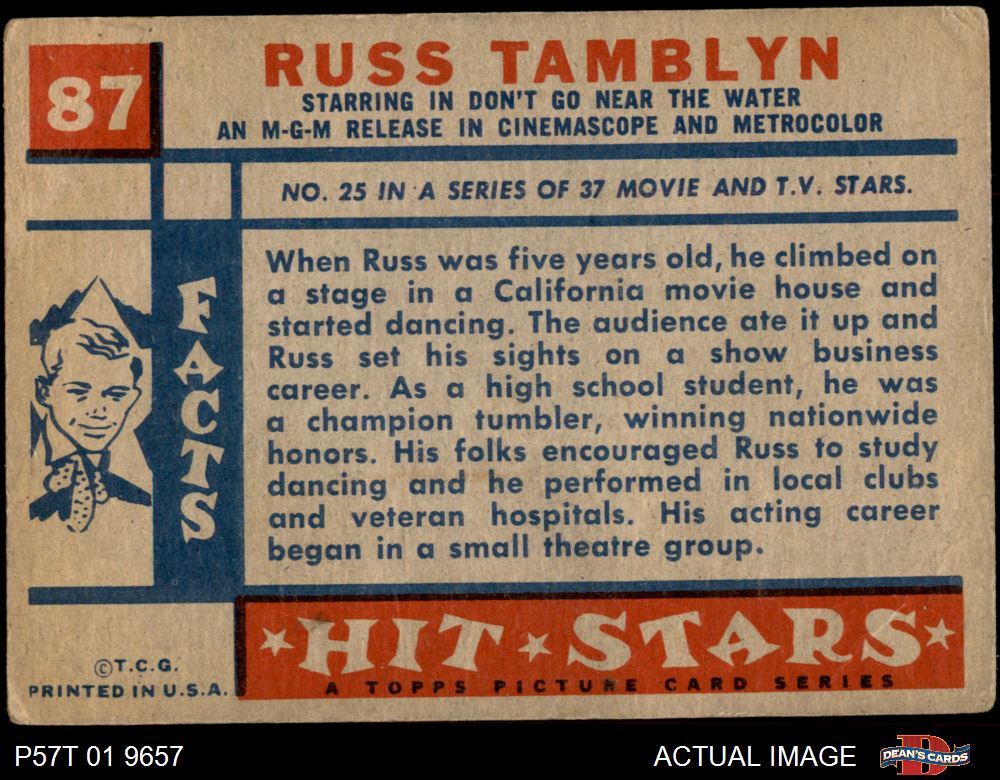 87
RUSS TAMBLYN
STARRING IN DON'T GO NEAR THE WATER
AN M-G-M RELEASE IN CINEMASCOPE AND METROCOLOR
NO. 25 IN A SERIES OF 37 MOVIE AND T.V. STARS.
FACTS
When Russ was five years old, he climbed on
a stage in a California movie house and
started dancing. The audience ate it up and
Russ set his sights on a show business
career. As a high school student, he was
a champion tumbler, winning nationwide
honors. His folks encouraged Russ to study
dancing and he performed in local clubs
and veteran hospitals. His acting career
began in a small theatre group.
©T.C.G.
PRINTED IN U.S.A.
★HIT★STARS★
A TOPPS PICTURE CARD SERIES
P57T 01 9657
ACTUAL IMAGE
D
DEAN'S CARDS